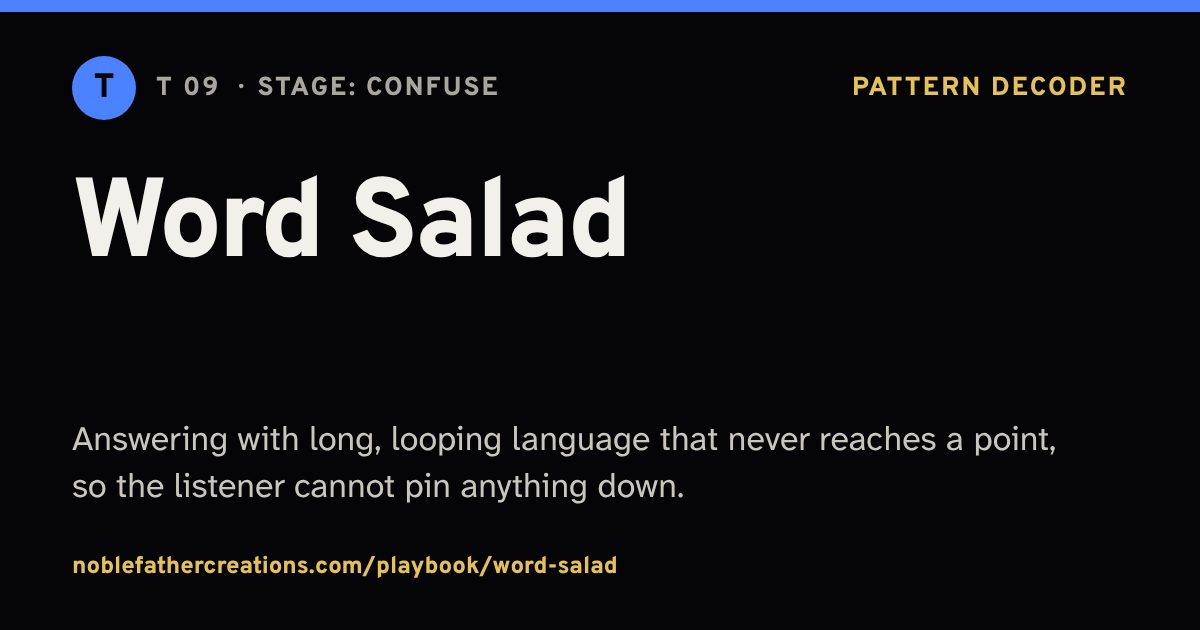 T
T 09 · STAGE: CONFUSE
PATTERN DECODER
Word Salad
Answering with long, looping language that never reaches a point,
so the listener cannot pin anything down.
noblefathercreations.com/playbook/word-salad